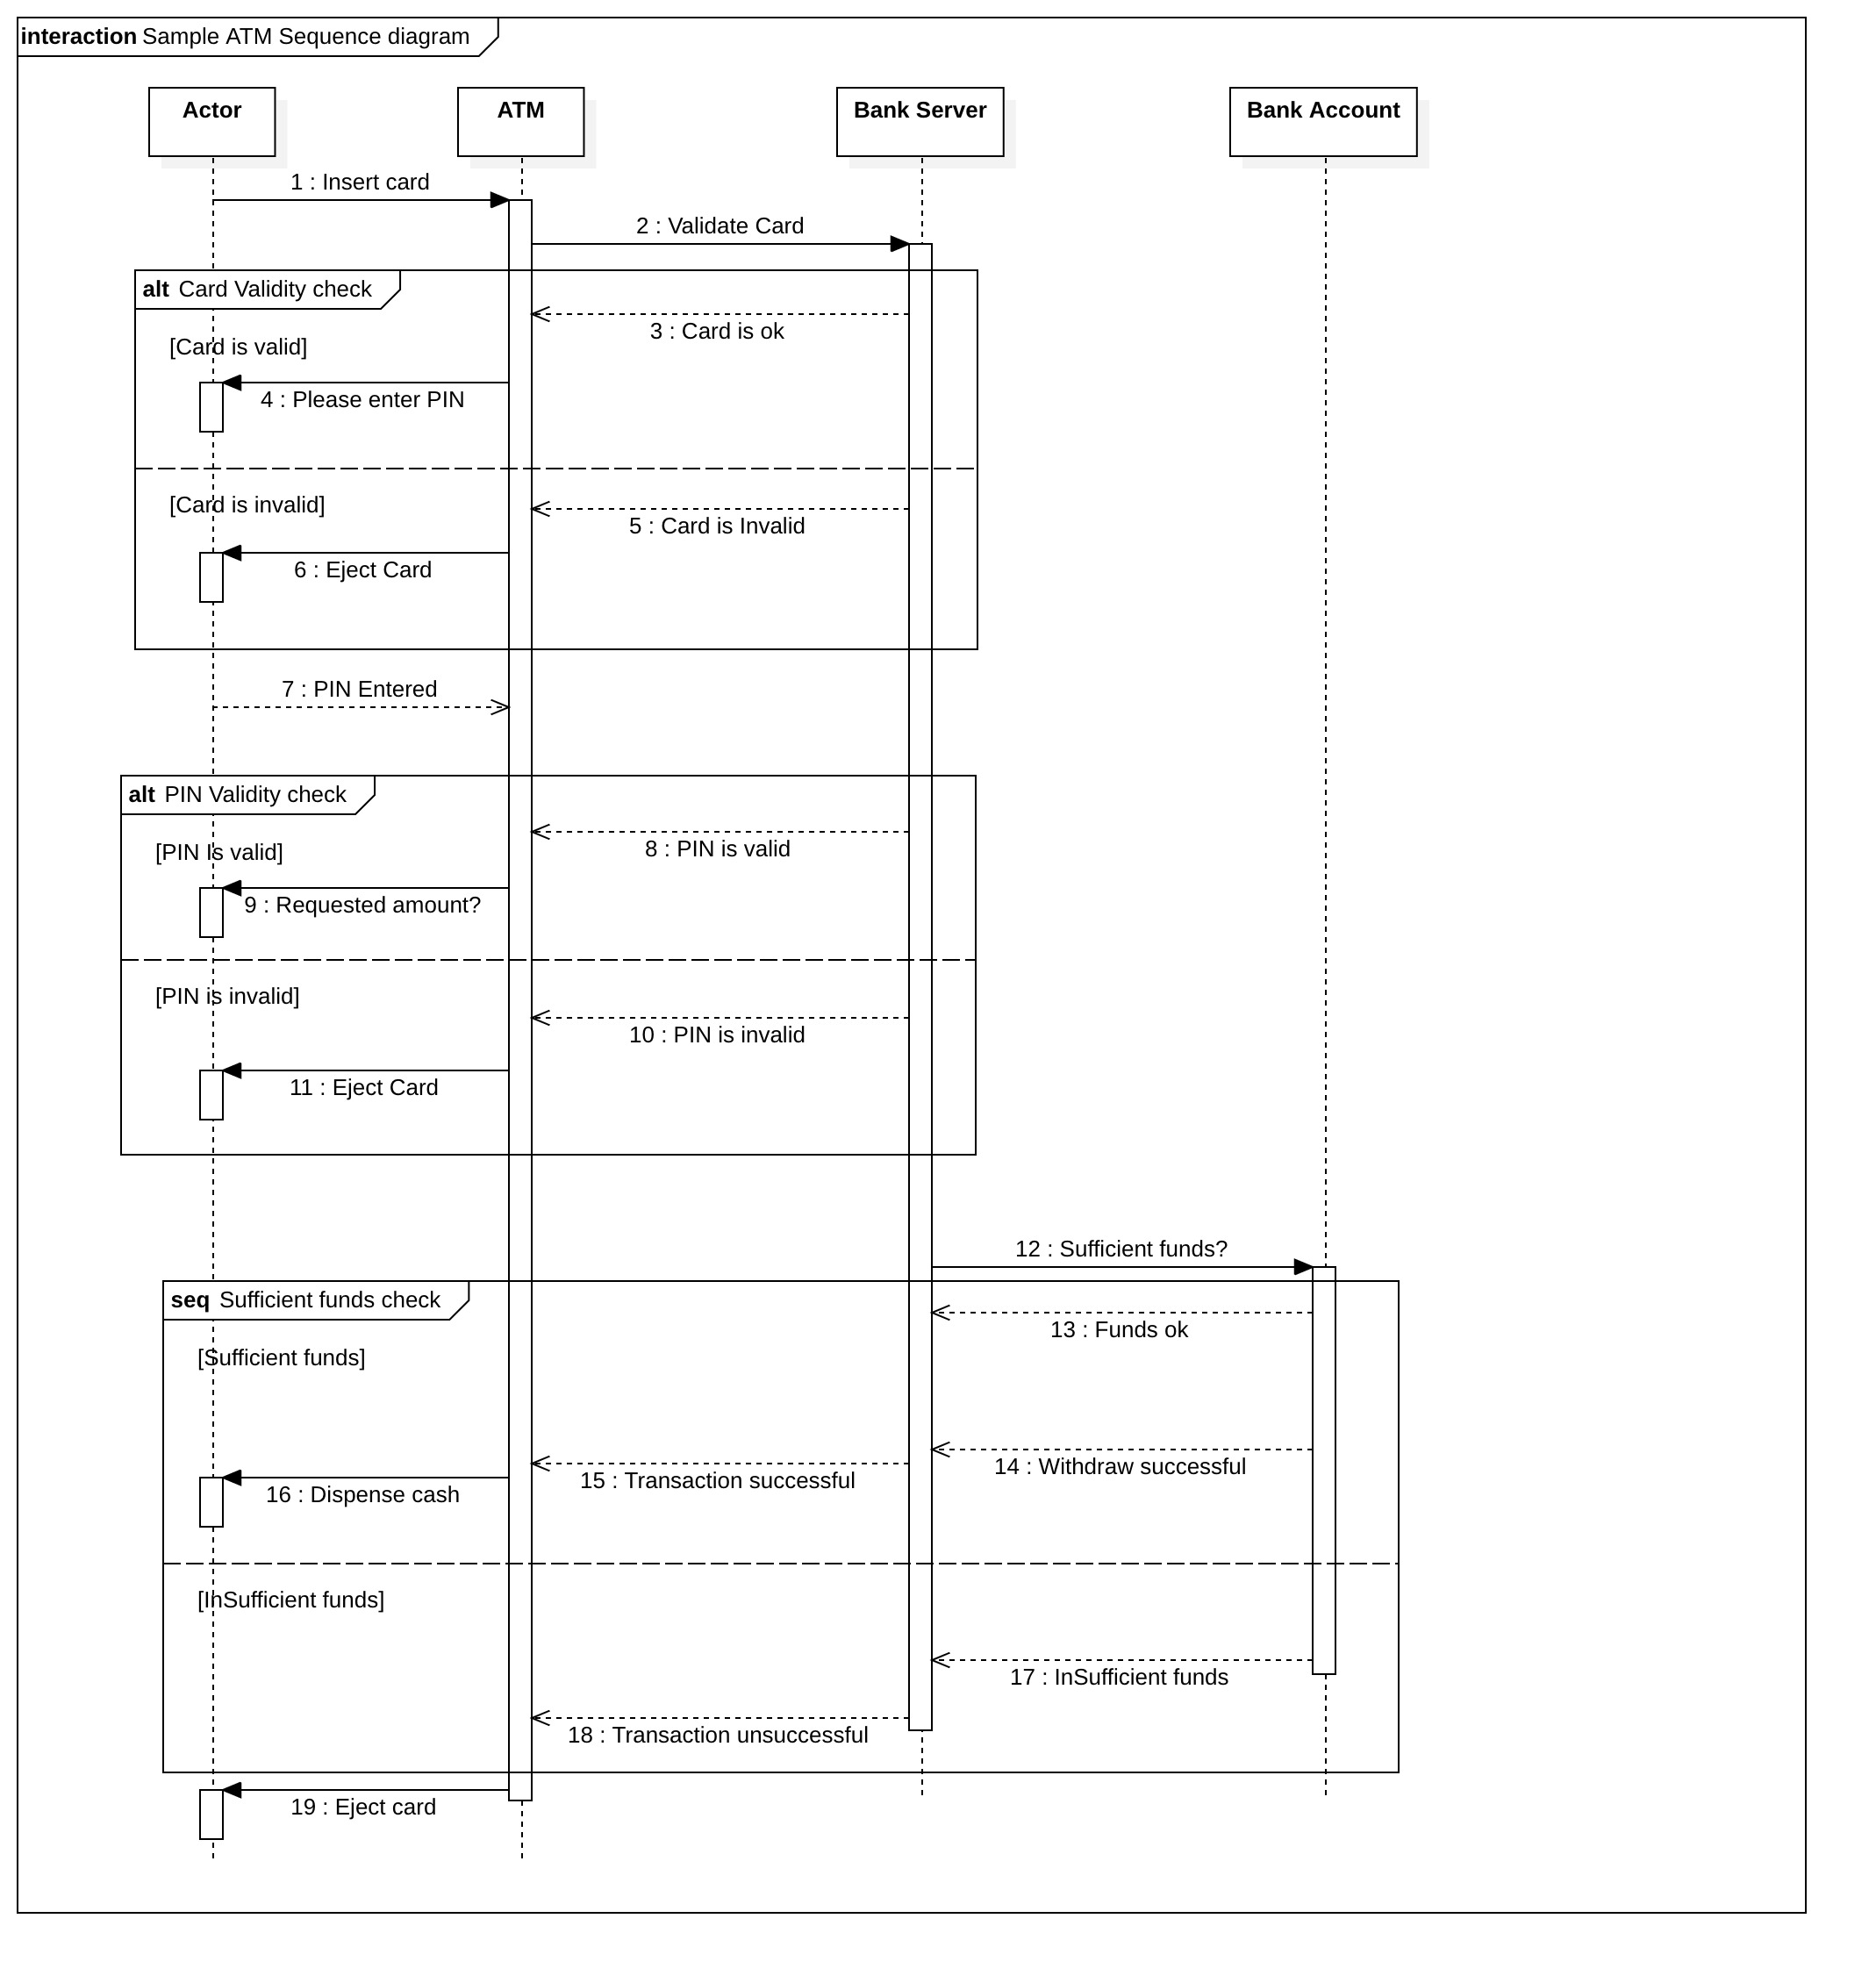 interaction Sample ATM Sequence diagram
Actor
ATM
Bank Server
Bank Account
1 : Insert card
2 : Validate Card
alt Card Validity check
3 : Card is ok
[Card is valid]
4 : Please enter PIN
[Card is invalid]
5 : Card is Invalid
6 : Eject Card
7 : PIN Entered
alt PIN Validity check
8 : PIN is valid
[PIN Is valid]
9 : Requested amount?
[PIN is invalid]
10 : PIN is invalid
11 : Eject Card
12 : Sufficient funds?
seq Sufficient funds check
13 : Funds ok
[Sufficient funds]
14 : Withdraw successful
15 : Transaction successful
16 : Dispense cash
[InSufficient funds]
17 : InSufficient funds
18 : Transaction unsuccessful
19 : Eject card